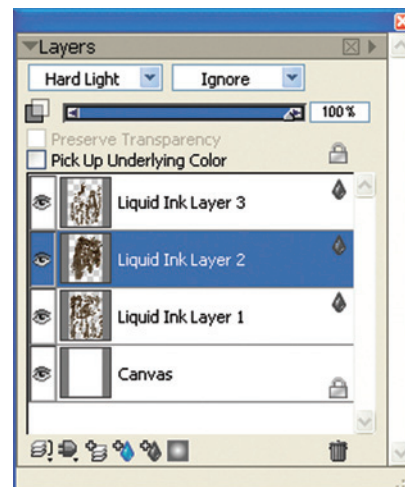 Layers
Hard Light Ignore
100%
Preserve Transparency
Pick Up Underlying Color
Liquid Ink Layer 3
Liquid Ink Layer 2
Liquid Ink Layer 1
Canvas